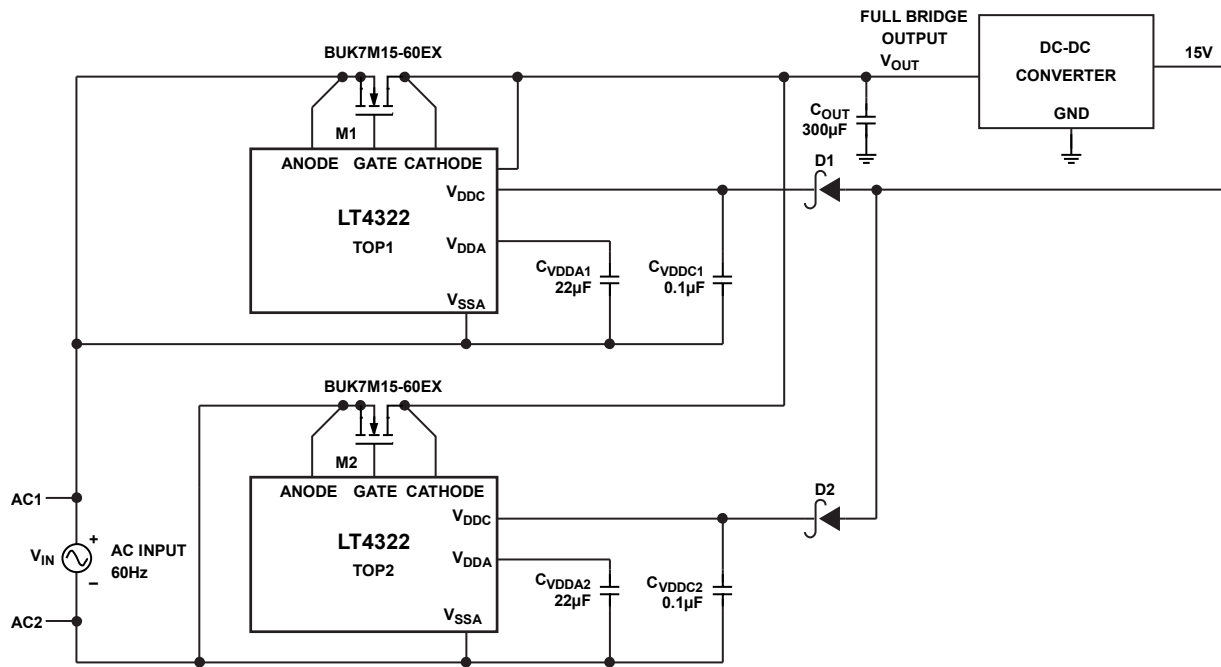 FULL BRIDGE
OUTPUT
VOUT
DC-DC
CONVERTER
GND
15V
BUK7M15-60EX
M1
COUT
300µF
D1
ANODE GATE CATHODE
VDDC
LT4322
TOP1
VDDA
VSSA
CVDDA1
22µF
CVDDC1
0.1µF
BUK7M15-60EX
M2
ANODE GATE CATHODE
VDDC
LT4322
TOP2
VDDA
VSSA
CVDDA2
22µF
CVDDC2
0.1µF
D2
AC1
VIN
+
−
AC INPUT
60Hz
AC2